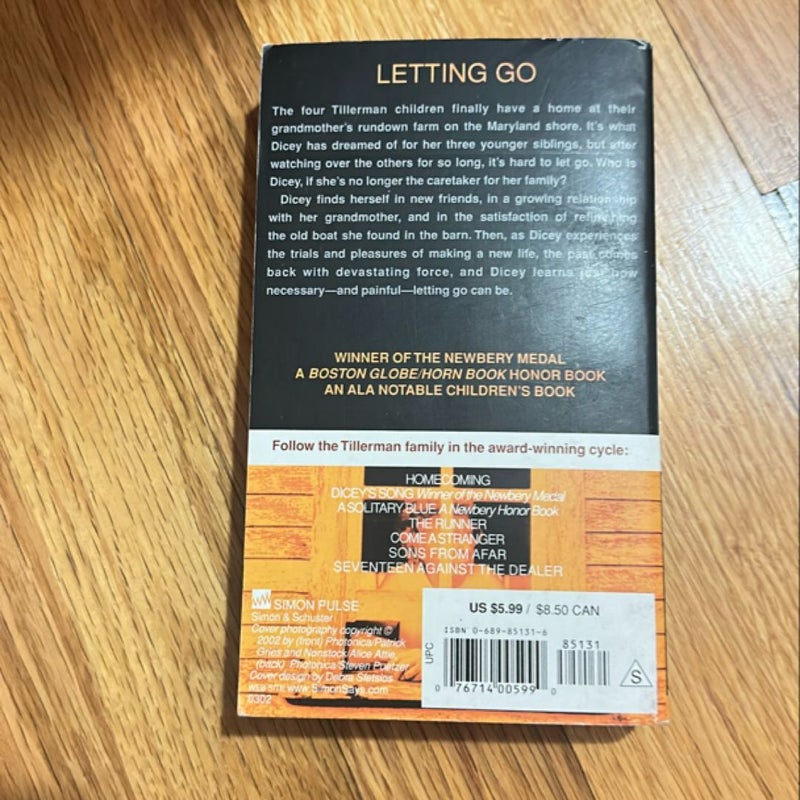 LETTING GO
The four Tillerman children finally have a home at their
grandmother's rundown farm on the Maryland shore. It's what
Dicey has dreamed of for her three younger siblings, but after
watching over the others for so long, it's hard to let go. Who is
Dicey, if she's no longer the caretaker for her family?
Dicey finds herself in new friends, in a growing relationship
with her grandmother, and in the satisfaction of refinishing
the old boat she found in the barn. Then, as Dicey experiences
the trials and pleasures of making a new life, the past comes
back with devastating force, and Dicey learns just how
necessary—and painful—letting go can be.
WINNER OF THE NEWBERY MEDAL
A BOSTON GLOBE/HORN BOOK HONOR BOOK
AN ALA NOTABLE CHILDREN'S BOOK
Follow the Tillerman family in the award-winning cycle:
HOMECOMING
DICEY'S SONG Winner of the Newbery Medal
A SOLITARY BLUE A Newbery Honor Book
THE RUNNER
COME A STRANGER
SONS FROM AFAR
SEVENTEEN AGAINST THE DEALER
SIMON PULSE
Simon & Schuster
Cover photography copyright ©
2002 by (front) Photonica/Patrick
Gries and Nonstock/Alice Attie,
(back) Photonica/Steven Puetzer
Cover design by Debra Sfetsios
WEB SITE www.SimonSays.com
0302
US $5.99 / $8.50 CAN
ISBN 0-689-85131-6
85131
UPC
0 76714 00599 0
S